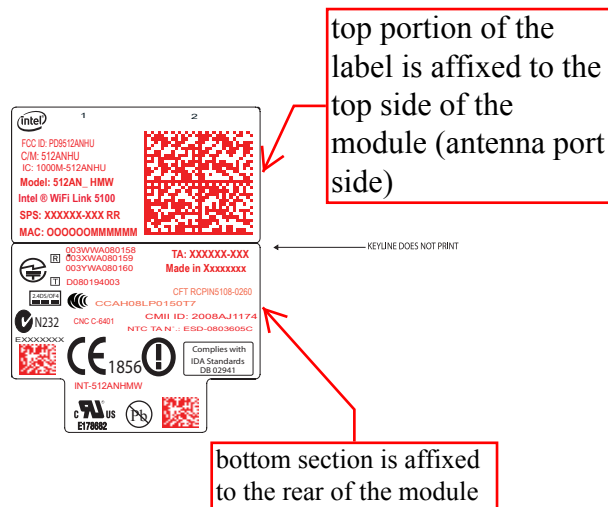 top portion of the
label is affixed to the
top side of the
module (antenna port
side)
intel
1 2
FCC ID: PD9512ANHU
C/M: 512ANHU
IC: 1000M-512ANHU
Model: 512AN_ HMW
Intel ® WiFi Link 5100
SPS: XXXXXX-XXX RR
MAC: OOOOOOMMMMMM
KEYLINE DOES NOT PRINT
003WWA080158
R 003XWA080159
003YWA080160
T D080194003
TA: XXXXXX-XXX
Made in Xxxxxxxx
CFT RCPIN5108-0260
2.4DS/OF4
CCAH08LP0150T7
N232
CNC C-6401
CMII ID: 2008AJ1174
NTC TA N°.: ESD-0803605C
EXXXXXXX
CE 1856
Complies with
IDA Standards
DB 02941
INT-512ANHMW
C US
E178682
Pb
bottom section is affixed
to the rear of the module